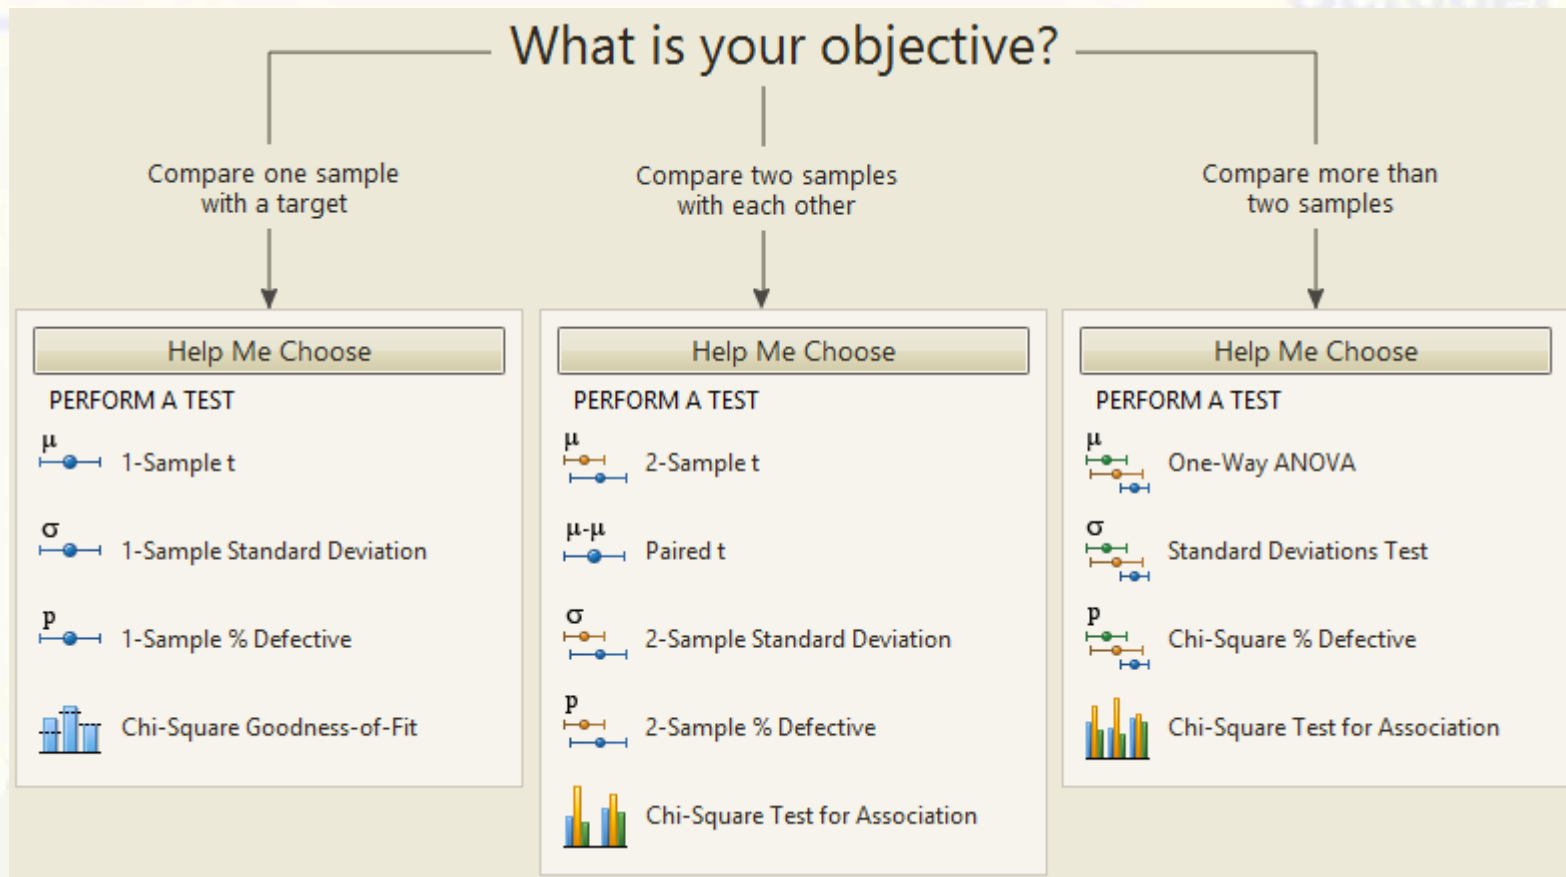 What is your objective?
Compare one sample
with a target
Help Me Choose
PERFORM A TEST
μ
1-Sample t
σ
1-Sample Standard Deviation
p
1-Sample % Defective
Chi-Square Goodness-of-Fit
Compare two samples
with each other
Help Me Choose
PERFORM A TEST
μ
2-Sample t
μ-μ
Paired t
σ
2-Sample Standard Deviation
p
2-Sample % Defective
Chi-Square Test for Association
Compare more than
two samples
Help Me Choose
PERFORM A TEST
μ
One-Way ANOVA
σ
Standard Deviations Test
p
Chi-Square % Defective
Chi-Square Test for Association